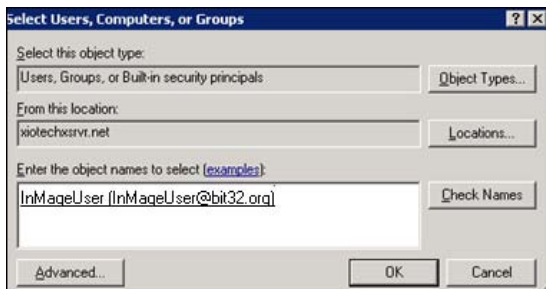 Select Users, Computers, or Groups
Select this object type:
Users, Groups, or Built-in security principals
Object Types...
From this location:
xiotechxsrvr.net
Locations...
Enter the object names to select (examples):
InMageUser (InMageUser@bit32.org)
Check Names
Advanced...
OK
Cancel